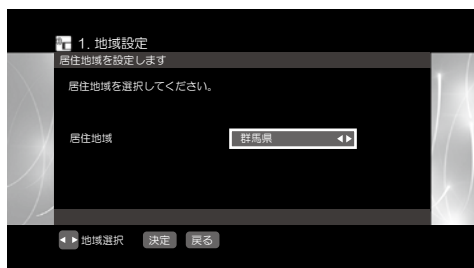 1. 地域設定
居住地域を設定します
居住地域を選択してください。
居住地域 群馬県
地域選択 決定 戻る